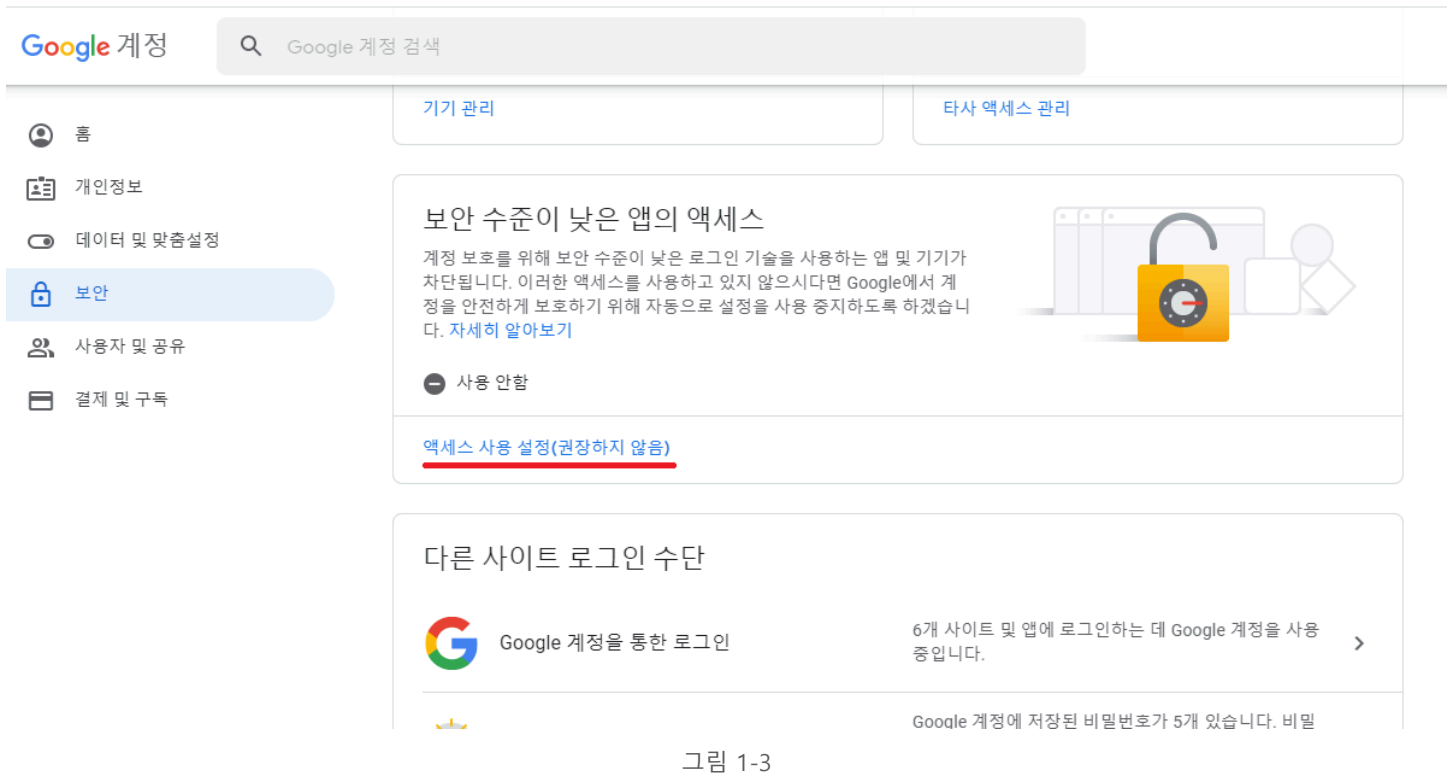 Google 계정
Google 계정 검색
기기 관리
타사 액세스 관리
홈
개인정보
데이터 및 맞춤설정
보안
사용자 및 공유
결제 및 구독
보안 수준이 낮은 앱의 액세스
계정 보호를 위해 보안 수준이 낮은 로그인 기술을 사용하는 앱 및 기기가
차단됩니다. 이러한 액세스를 사용하고 있지 않으시다면 Google에서 계
정을 안전하게 보호하기 위해 자동으로 설정을 사용 중지하도록 하겠습니
다. 자세히 알아보기
사용 안함
액세스 사용 설정(권장하지 않음)
다른 사이트 로그인 수단
Google 계정을 통한 로그인
6개 사이트 및 앱에 로그인하는 데 Google 계정을 사용
중입니다.
Google 계정에 저장된 비밀번호가 5개 있습니다. 비밀
그림 1-3